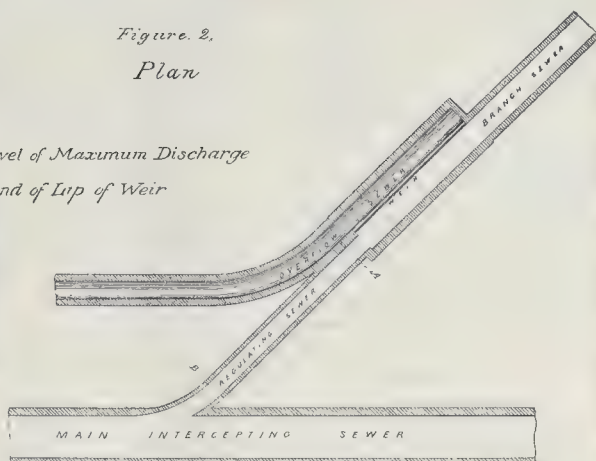 Figure. 2,
Plan
vel of Maximum Discharge
nd of Lip of Weir
BRANCH SEWER
OVERFLOW SEWER
WEIR
A
REGULATING SEWER
B
MAIN INTERCEPTING SEWER